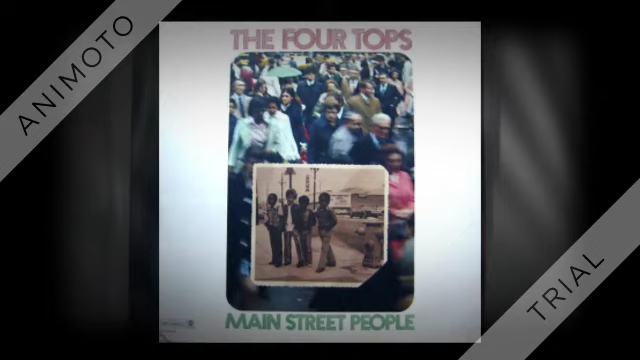 ANIMOTO
THE FOUR TOPS
MAIN STREET PEOPLE
TRIAL